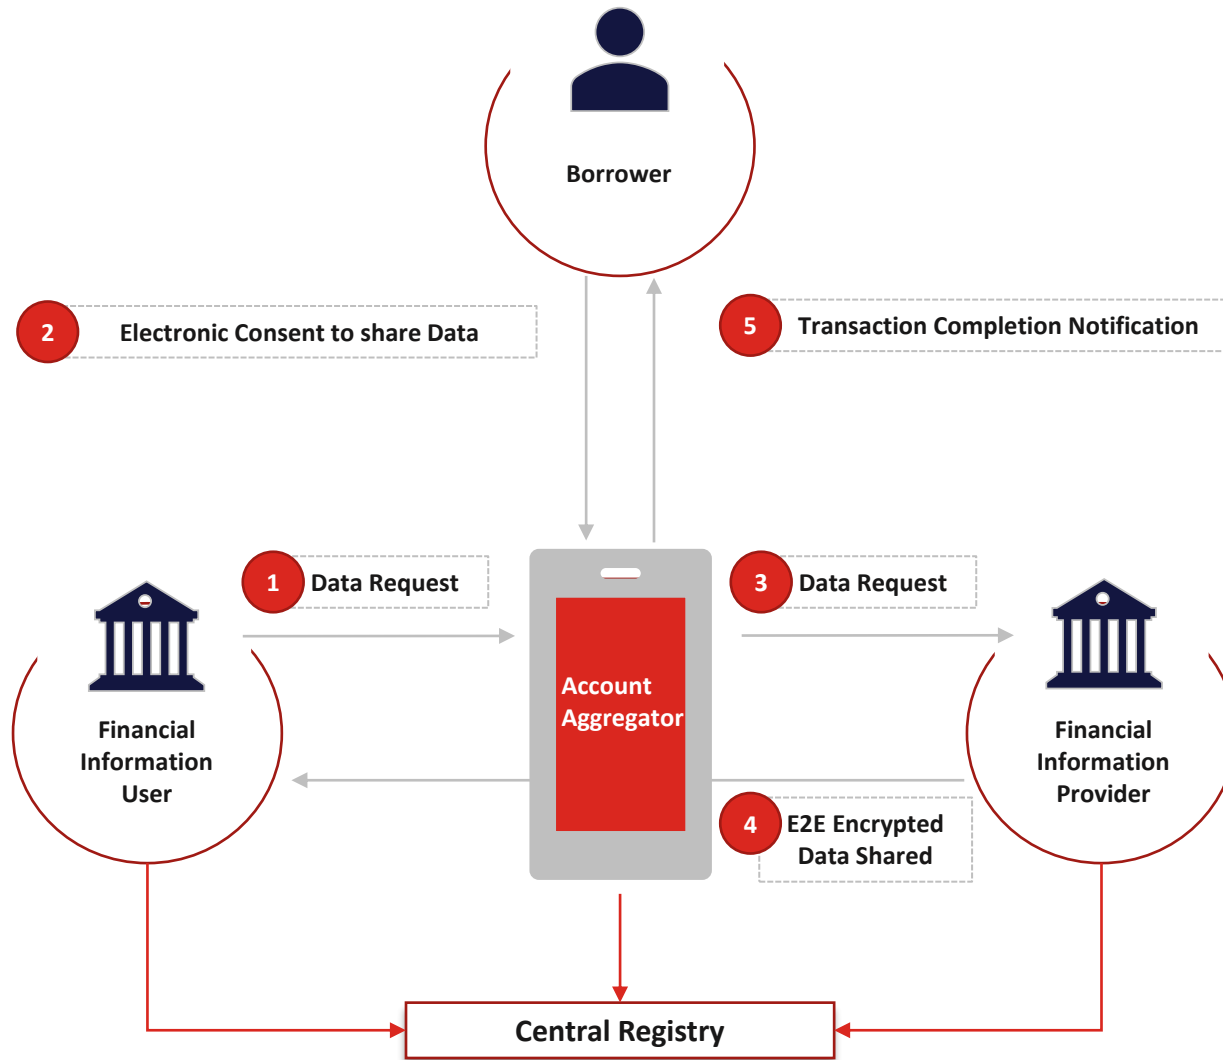 Borrower
2
Electronic Consent to share Data
5
Transaction Completion Notification
1
Data Request
3
Data Request
Account
Aggregator
Financial
Information
User
Financial
Information
Provider
4
E2E Encrypted
Data Shared
Central Registry